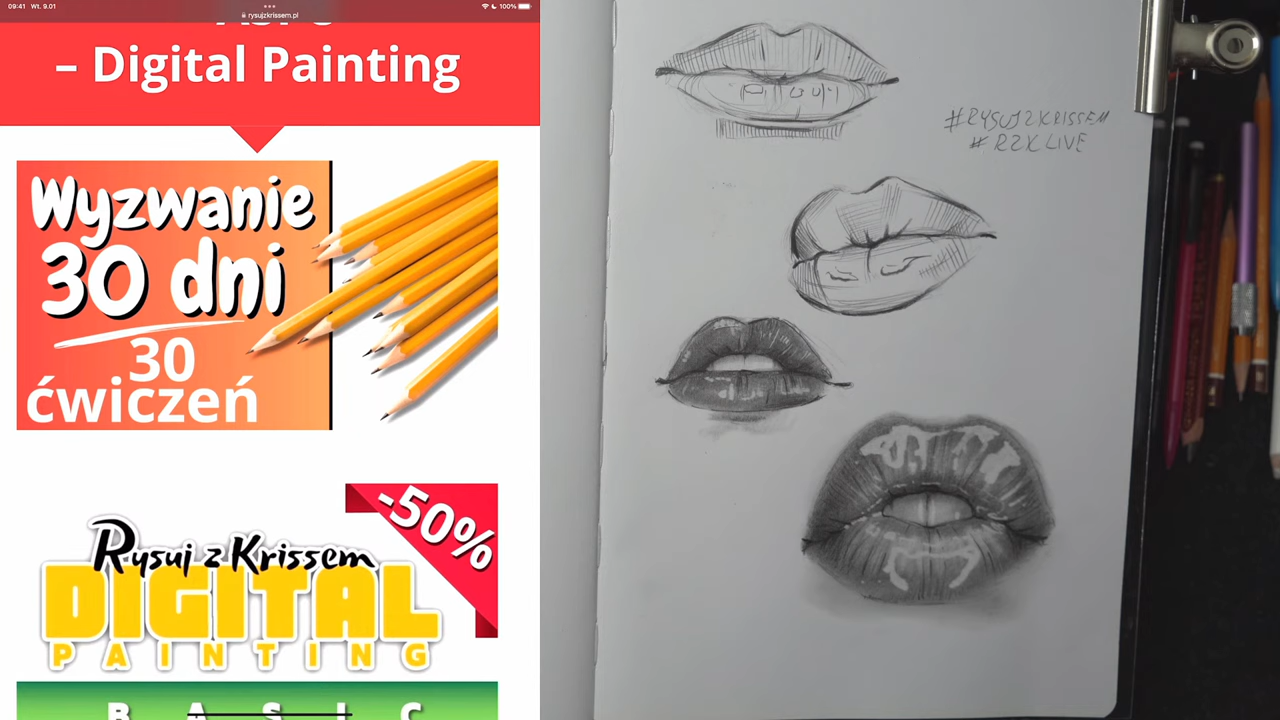 09:41 Wt. 9.01
rysujzkrissem.pl
100%
– Digital Painting
Wyzwanie
30 dni
30
ćwiczeń
-50%
Rysuj z Krissem
DIGITAL
PAINTING
BASIC
#RYSUJZKRISSEM
#RZKLIVE